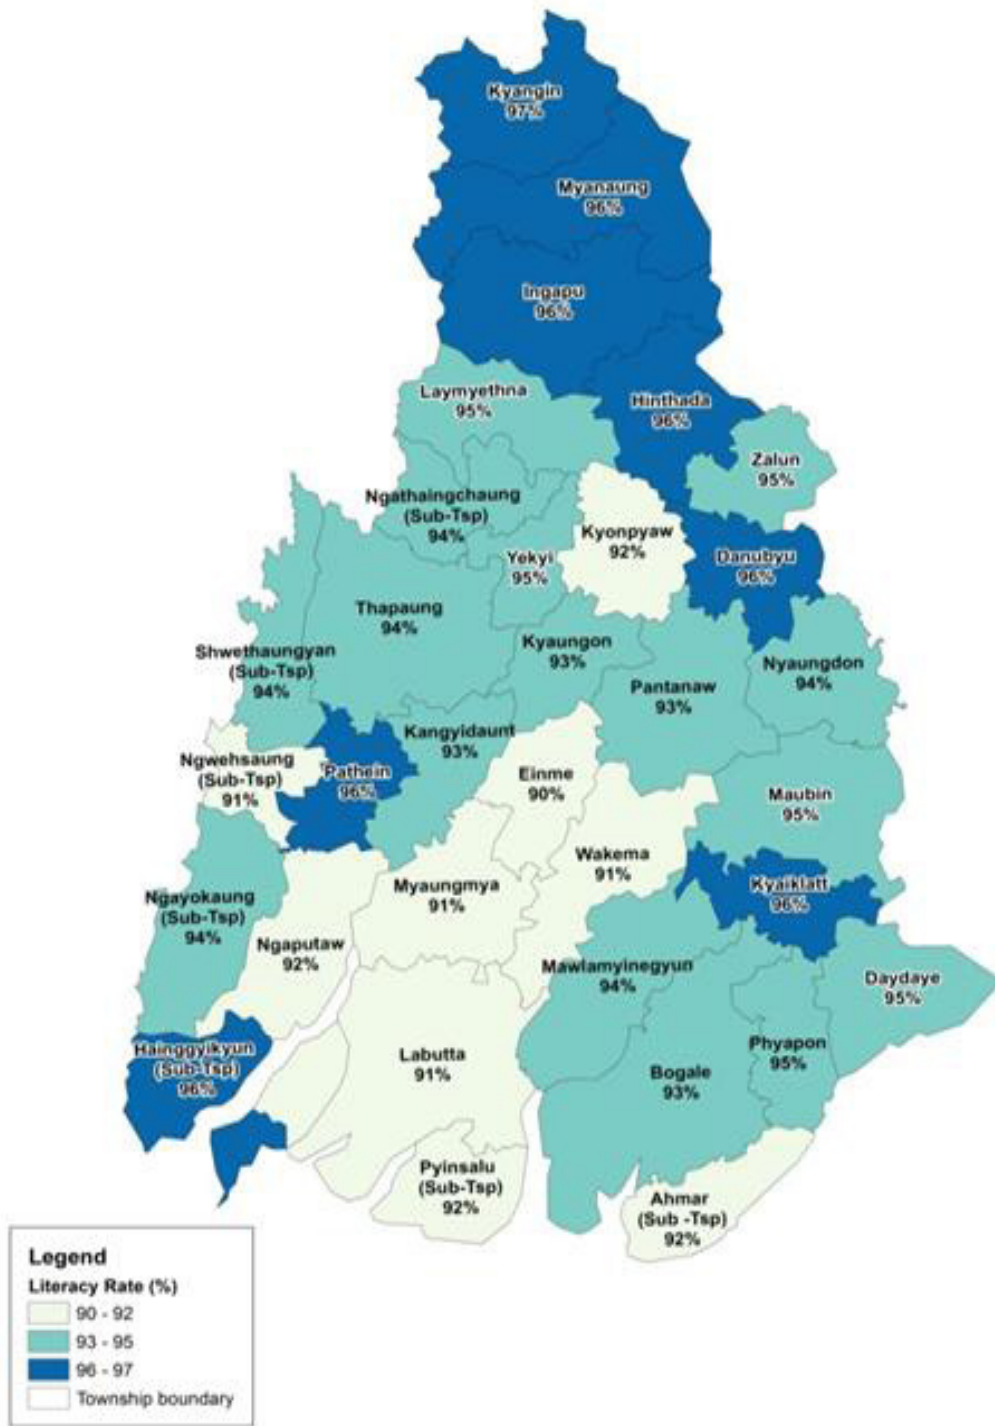 Kyangin
97%
Myanaung
96%
Ingapu
96%
Laymyethna
95%
Hinthada
96%
Zalun
95%
Ngathaingchaung
(Sub-Tsp)
94%
Kyonpyaw
92%
Yekyi
95%
Danubyu
96%
Thapaung
94%
Kyaungon
93%
Shwethaungyan
(Sub-Tsp)
94%
Nyaungdon
94%
Pantanaw
93%
Kangyidaunt
93%
Ngwehsaung
(Sub-Tsp)
91%
Pathein
96%
Einme
90%
Maubin
95%
Wakema
91%
Myaungmya
91%
Kyaiklatt
96%
Ngayokaung
(Sub-Tsp)
94%
Ngaputaw
92%
Mawlamyinegyun
94%
Daydaye
95%
Hainggyikyun
(Sub-Tsp)
96%
Labutta
91%
Phyapon
95%
Bogale
93%
Pyinsalu
(Sub-Tsp)
92%
Ahmar
(Sub -Tsp)
92%
Legend
Literacy Rate (%)
90 - 92
93 - 95
96 - 97
Township boundary